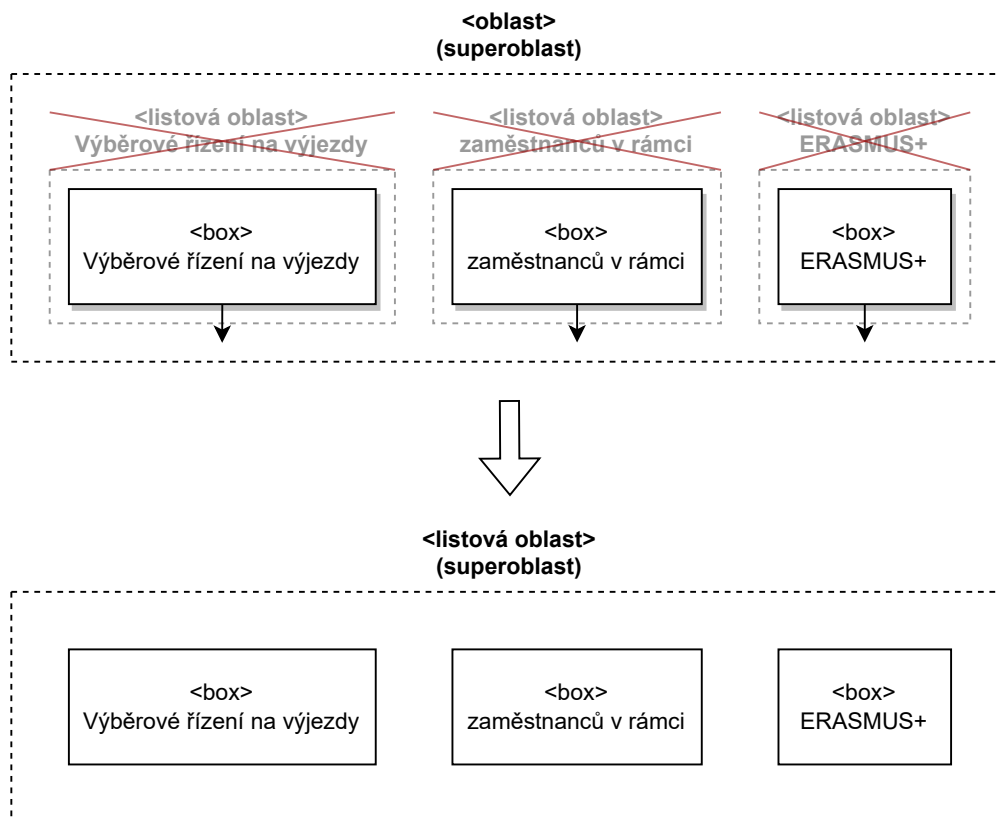 <oblast>
(superoblast)
<listová oblast>
Výběrové řízení na výjezdy
<listová oblast>
zaměstnanců v rámci
<listová oblast>
ERASMUS+
<box>
Výběrové řízení na výjezdy
<box>
zaměstnanců v rámci
<box>
ERASMUS+
<listová oblast>
(superoblast)
<box>
Výběrové řízení na výjezdy
<box>
zaměstnanců v rámci
<box>
ERASMUS+